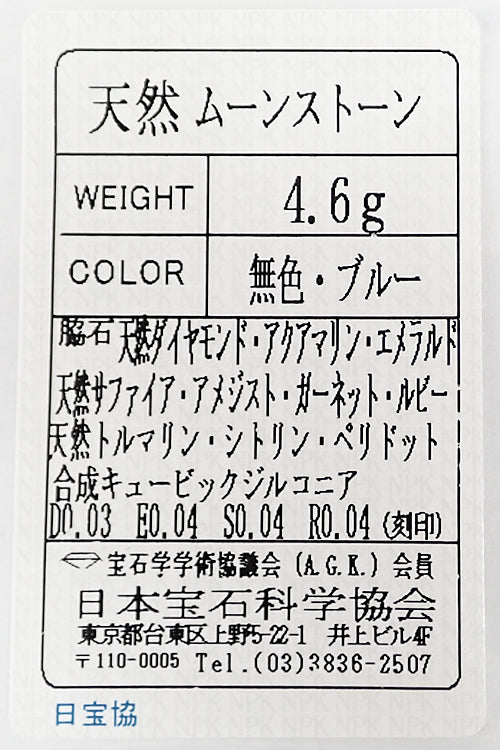 天然 ムーンストーン
WEIGHT 4.6g
COLOR 無色・ブルー
脇石 天然ダイヤモンド・アクアマリン・エメラルド
天然サファイア・アメジスト・ガーネット・ルビー
天然トルマリン・シトリン・ペリドット
合成キュービックジルコニア
D0.03 E0.04 S0.04 R0.04 (刻印)
宝石学学術協議会 (A.G.K.) 会員
日本宝石科学協会
東京都台東区上野5-22-1 井上ビル4F
〒110-0005 Tel.(03)3836-2507
日宝協